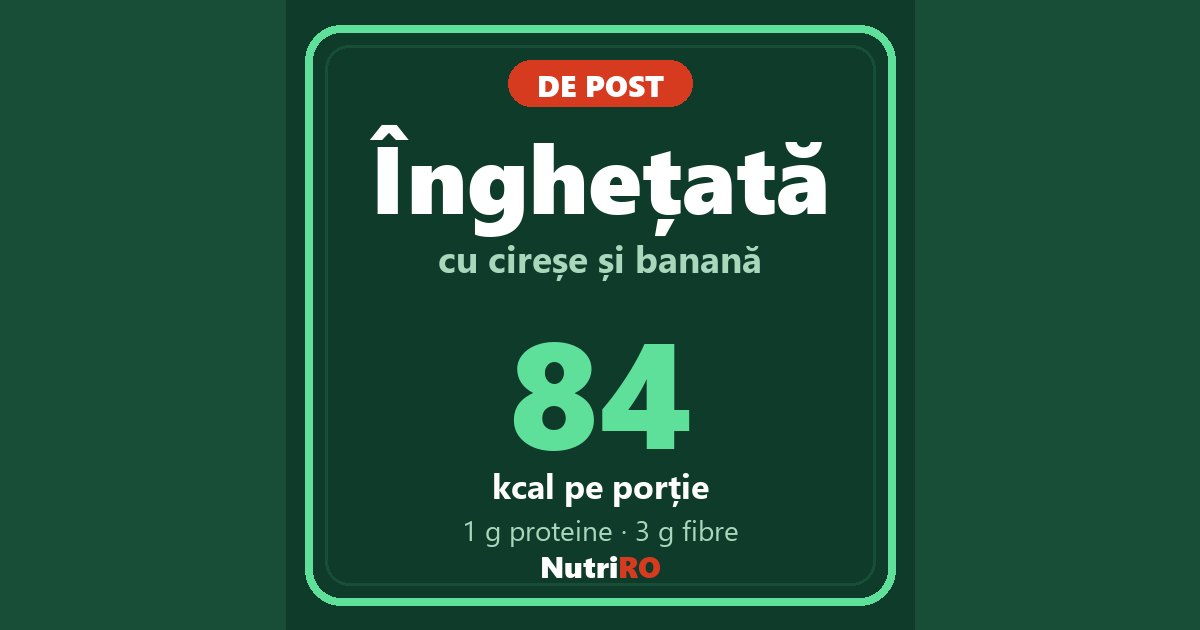 DE POST
Înghețată
cu cireșe și banană
84
kcal pe porție
1 g proteine · 3 g fibre
NutriRO